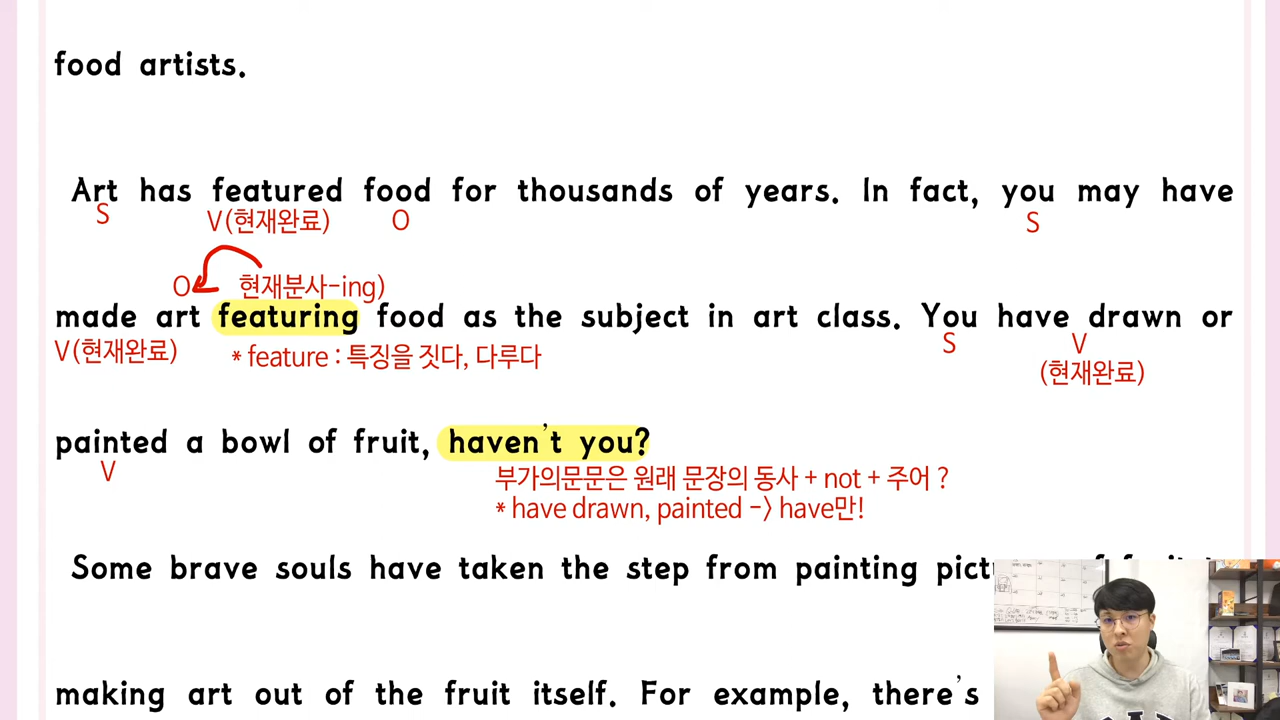 food artists.
Art has featured food for thousands of years. In fact, you may have
S V(현재완료) O S
O 현재분사-ing)
made art featuring food as the subject in art class. You have drawn or
V(현재완료) * feature : 특징을 짓다, 다루다 S V
(현재완료)
painted a bowl of fruit, haven't you?
V 부가의문문은 원래 문장의 동사 + not + 주어 ?
* have drawn, painted -> have만!
Some brave souls have taken the step from painting
making art out of the fruit itself. For example, there's